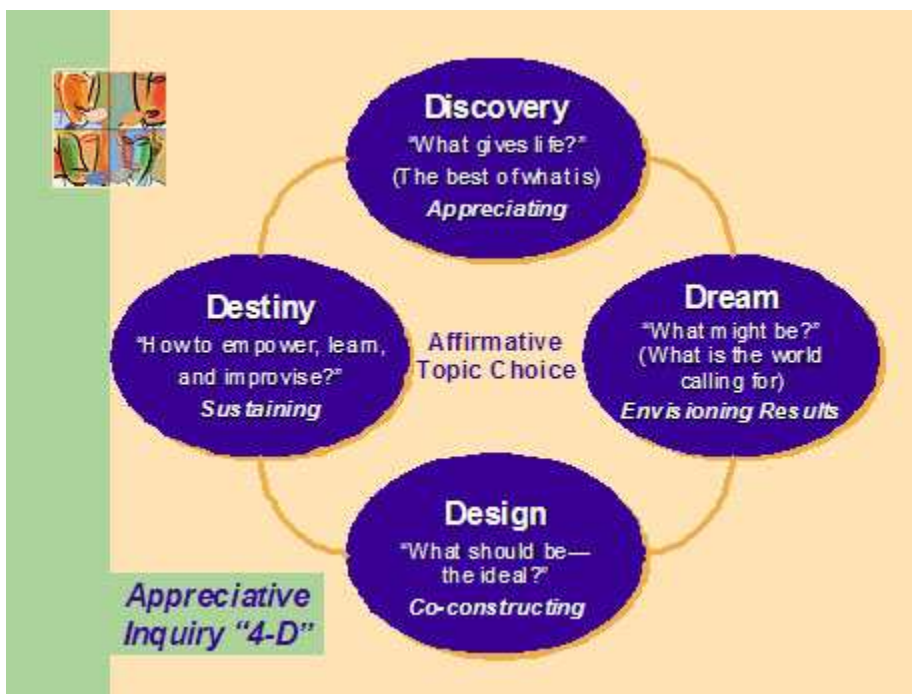 Discovery
"What gives life?"
(The best of what is)
Appreciating
Dream
"What might be?"
(What is the world
calling for)
Envisioning Results
Design
"What should be—
the ideal?"
Co-constructing
Destiny
"How to empower, learn,
and improvise?"
Sustaining
Affirmative
Topic Choice
Appreciative
Inquiry "4-D"